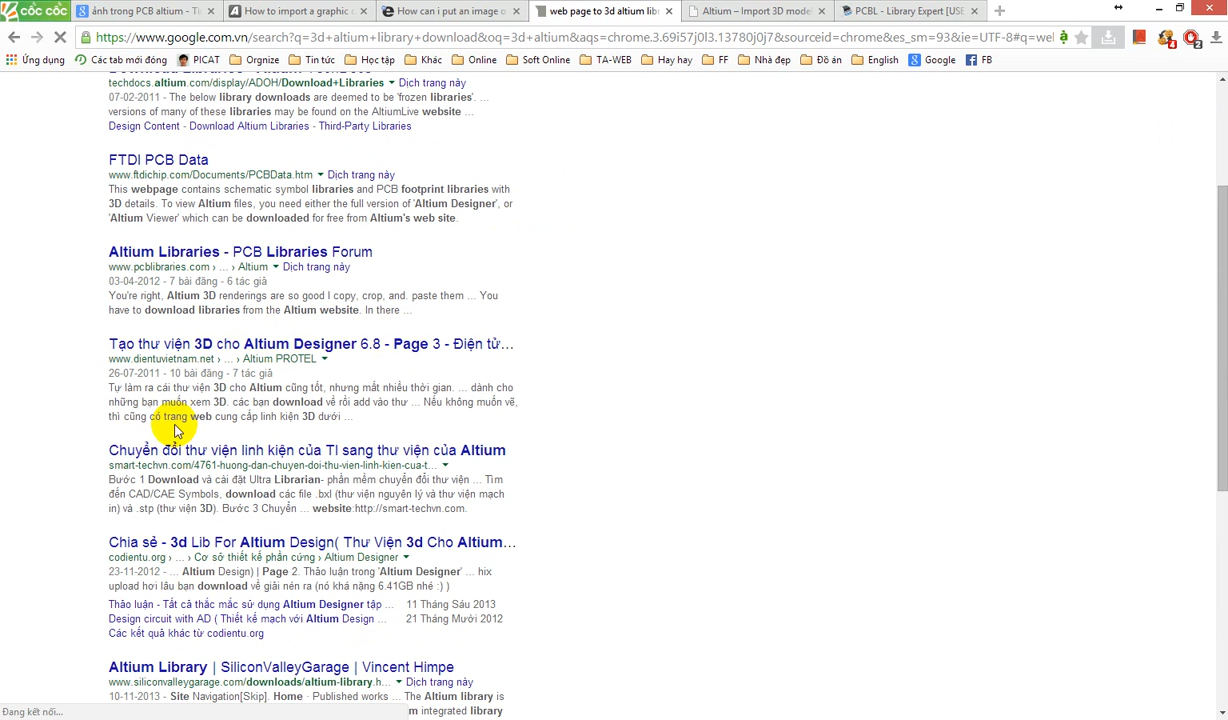 CỐC CỐC
ảnh trong PCB altium - Ti
How to import a graphic
How can i put an image o
web page to 3d altium lib
Altium – Import 3D mode
PCBL - Library Expert [USE
https://www.google.com.vn/search?q=3d+altium+library+download&oq=3d+altium&aqs=chrome.3.69i57j0l3.13780j0j7&sourceid=chrome&es_sm=93&ie=UTF-8#q=wel
Ứng dụng
Các tab mới đóng
PICAT
Orgnize
Tin tức
Học tập
Khác
Online
Soft Online
TA-WEB
Hay hay
FF
Nhà đẹp
Đồ án
English
Google
FB
techdocs.altium.com/display/ADOH/Download+Libraries Dịch trang này
07-02-2011 - The below library downloads are deemed to be 'frozen libraries'. ...
versions of many of these libraries may be found on the AltiumLive website ...
Design Content - Download Altium Libraries - Third-Party Libraries
FTDI PCB Data
www.ftdichip.com/Documents/PCBData.htm Dịch trang này
This webpage contains schematic symbol libraries and PCB footprint libraries with
3D details. To view Altium files, you need either the full version of 'Altium Designer', or
'Altium Viewer' which can be downloaded for free from Altium's web site.
Altium Libraries - PCB Libraries Forum
www.pcblibraries.com › ... › Altium Dịch trang này
03-04-2012 - 7 bài đăng - 6 tác giả
You're right, Altium 3D renderings are so good I copy, crop, and. paste them ... You
have to download libraries from the Altium website. In there ...
Tạo thư viện 3D cho Altium Designer 6.8 - Page 3 - Điện tử...
www.dientuvietnam.net › ... › Altium PROTEL
26-07-2011 - 10 bài đăng - 7 tác giả
Tự làm ra cái thư viện 3D cho Altium cũng tốt, nhưng mất nhiều thời gian. ... dành cho
những bạn muốn xem 3D. các bạn download về rồi add vào thư ... Nếu không muốn vẽ,
thì cũng có trang web cung cấp linh kiện 3D dưới ...
Chuyển đổi thư viện linh kiện của TI sang thư viện của Altium
smart-techvn.com/4761-huong-dan-chuyen-doi-thu-vien-linh-kien-cua-t...
Bước 1 Download và cài đặt Ultra Librarian- phần mềm chuyển đổi thư viện ... Tìm
đến CAD/CAE Symbols, download các file .bxl (thư viện nguyên lý và thư viện mạch
in) và .stp (thư viện 3D). Bước 3 Chuyển ... website:http://smart-techvn.com.
Chia sẻ - 3d Lib For Altium Design( Thư Viện 3d Cho Altium...
codientu.org › ... › Cơ sở thiết kế phần cứng › Altium Designer
23-11-2012 - ... Altium Design) | Page 2. Thảo luận trong 'Altium Designer' ... hix
upload hơi lâu bạn download về giải nén ra (nó khá nặng 6.41GB nhé :) )
Thảo luận - Tất cả thắc mắc sử dụng Altium Designer tập ... 11 Tháng Sáu 2013
Design circuit with AD ( Thiết kế mạch với Altium Design ... 21 Tháng Mười 2012
Các kết quả khác từ codientu.org
Altium Library | SiliconValleyGarage | Vincent Himpe
www.siliconvalleygarage.com/downloads/altium-library.h... Dịch trang này
10-11-2013 - Site Navigation[Skip]. Home · Published works ... The Altium library is
m integrated library
Đang kết nối...